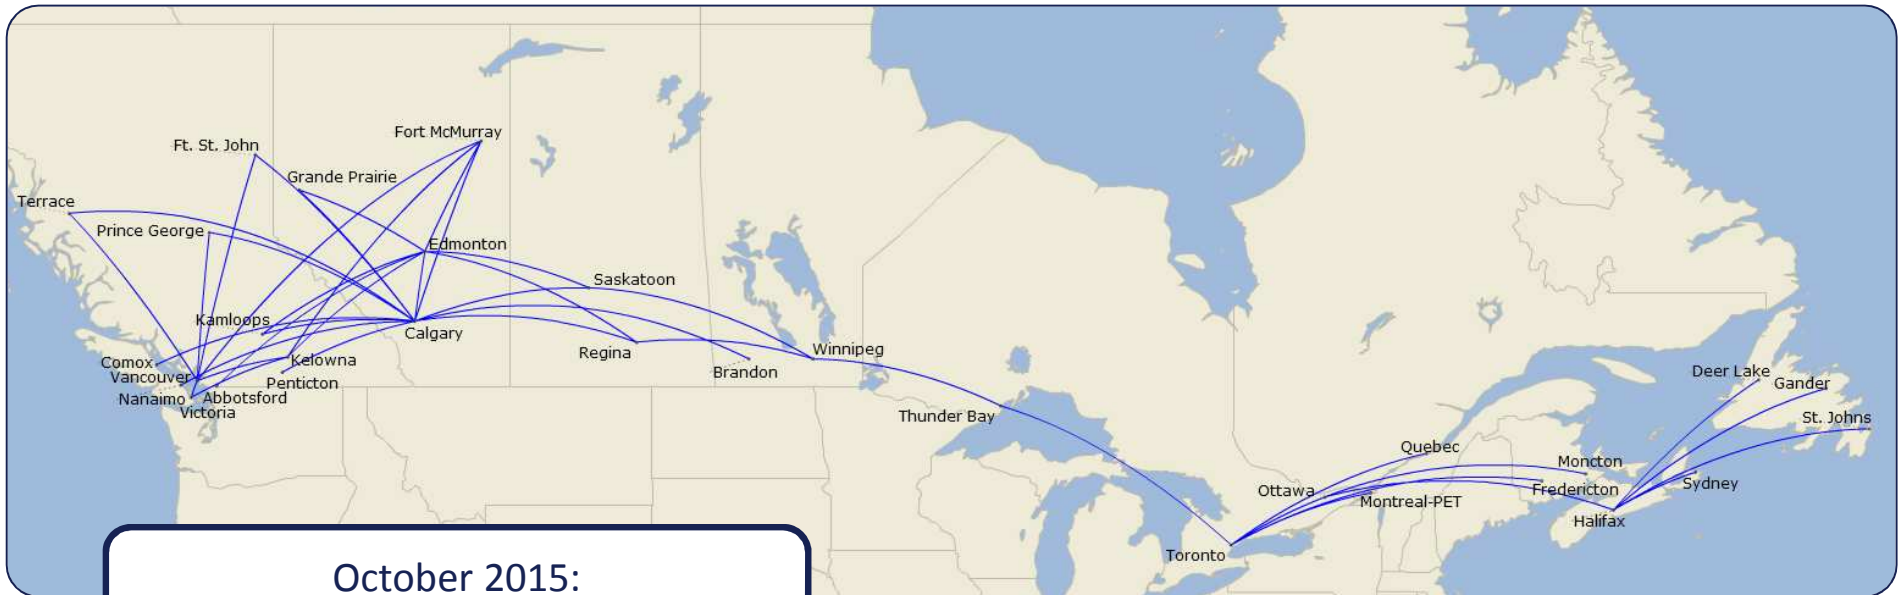 Fort McMurray
Ft. St. John
Grande Prairie
Terrace
Prince George
Edmonton
Saskatoon
Kamloops
Calgary
Regina
Winnipeg
Comox
Kelowna
Vancouver
Brandon
Penticton
Nanaimo
Abbotsford
Victoria
Thunder Bay
Deer Lake
Gander
St. Johns
Quebec
Moncton
Ottawa
Fredericton
Sydney
Montreal-PET
Halifax
Toronto
October 2015: